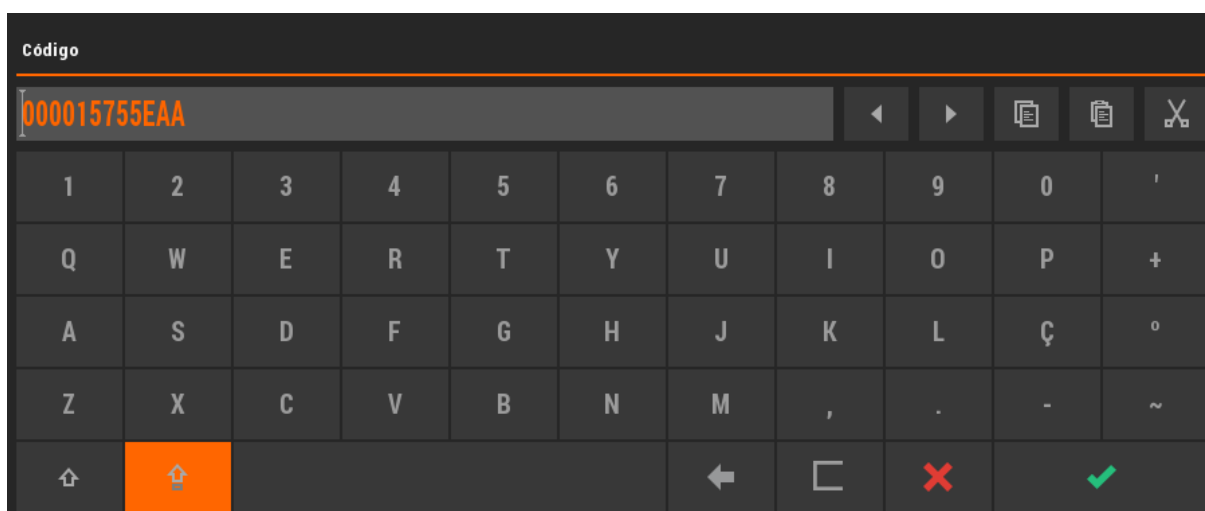 Código
000015755EAA
1 2 3 4 5 6 7 8 9 0 '
Q W E R T Y U I O P +
A S D F G H J K L Ç º
Z X C V B N M , . - ~